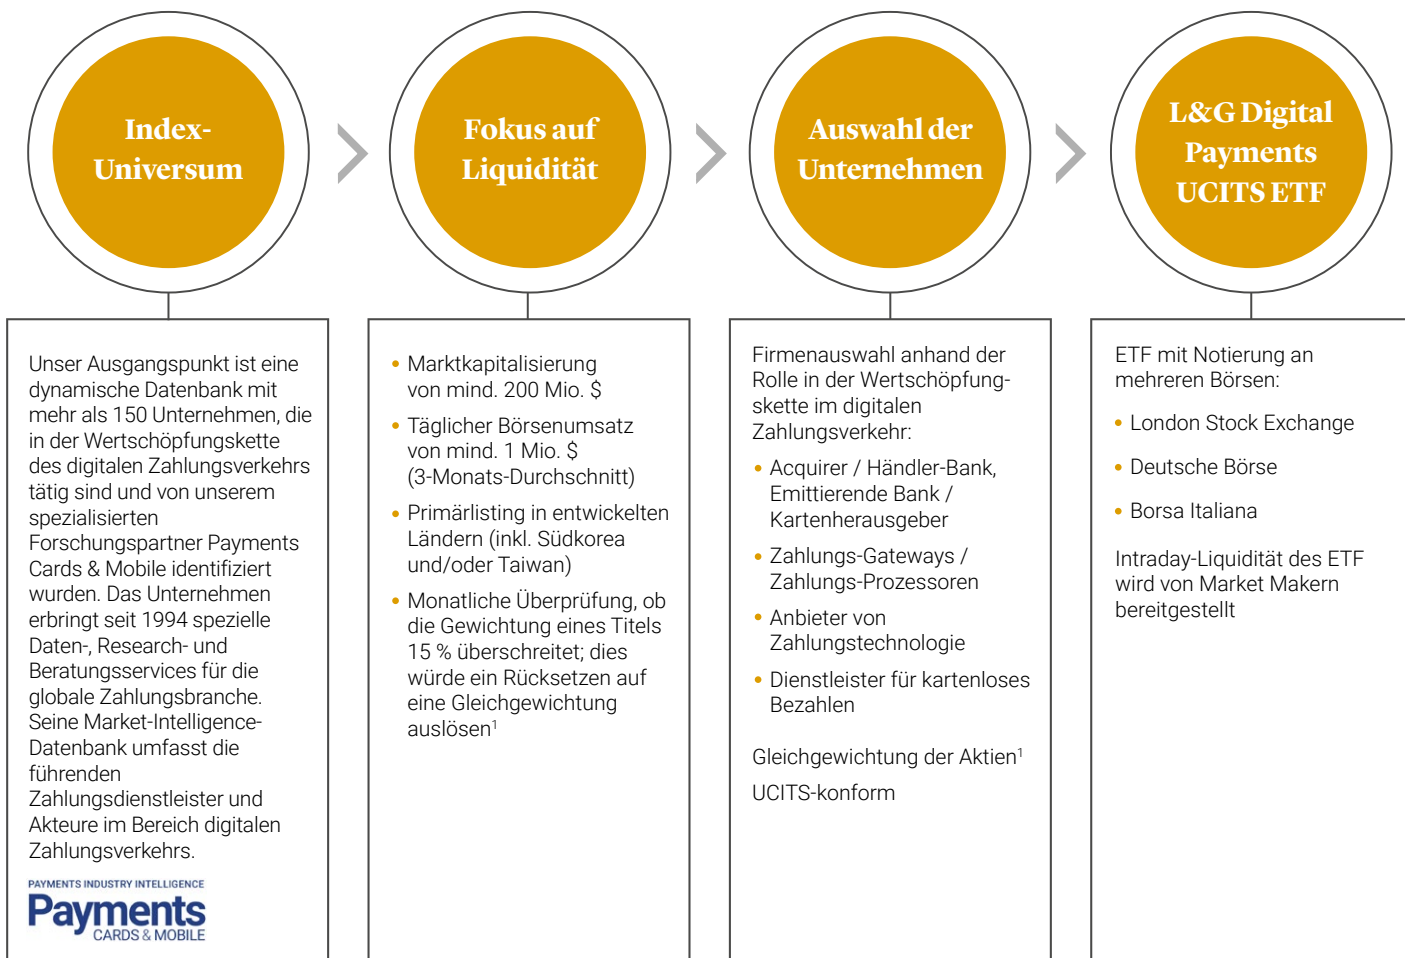 Index-
Universum
Fokus auf
Liquidität
Auswahl der
Unternehmen
L&G Digital
Payments
UCITS ETF
Unser Ausgangspunkt ist eine
dynamische Datenbank mit
mehr als 150 Unternehmen, die
in der Wertschöpfungskette
des digitalen Zahlungsverkehrs
tätig sind und von unserem
spezialisierten
Forschungspartner Payments
Cards & Mobile identifiziert
wurden. Das Unternehmen
erbringt seit 1994 spezielle
Daten-, Research- und
Beratungsservices für die
globale Zahlungsbranche.
Seine Market-Intelligence-
Datenbank umfasst die
führenden
Zahlungsdienstleister und
Akteure im Bereich digitalen
Zahlungsverkehrs.
PAYMENTS INDUSTRY INTELLIGENCE
Payments
CARDS & MOBILE
• Marktkapitalisierung
von mind. 200 Mio. $
• Täglicher Börsenumsatz
von mind. 1 Mio. $
(3-Monats-Durchschnitt)
• Primärlisting in entwickelten
Ländern (inkl. Südkorea
und/oder Taiwan)
• Monatliche Überprüfung, ob
die Gewichtung eines Titels
15 % überschreitet; dies
würde ein Rücksetzen auf
eine Gleichgewichtung
auslösen¹
Firmenauswahl anhand der
Rolle in der Wertschöpfung-
skette im digitalen
Zahlungsverkehr:
• Acquirer / Händler-Bank,
Emittierende Bank /
Kartenherausgeber
• Zahlungs-Gateways /
Zahlungs-Prozessoren
• Anbieter von
Zahlungstechnologie
• Dienstleister für kartenloses
Bezahlen
Gleichgewichtung der Aktien¹
UCITS-konform
ETF mit Notierung an
mehreren Börsen:
• London Stock Exchange
• Deutsche Börse
• Borsa Italiana
Intraday-Liquidität des ETF
wird von Market Makern
bereitgestellt